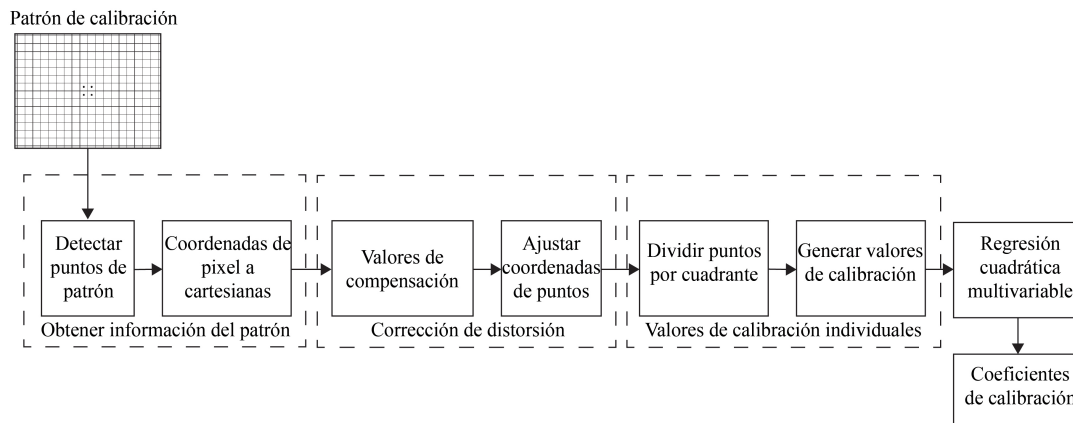 Patrón de calibración
Detectar
puntos de
patrón
Coordenadas de
pixel a
cartesianas
Obtener información del patrón
Valores de
compensación
Ajustar
coordenadas
de puntos
Corrección de distorsión
Dividir puntos
por cuadrante
Generar valores
de calibración
Valores de calibración individuales
Regresión
cuadrática
multivariable
Coeficientes
de calibración